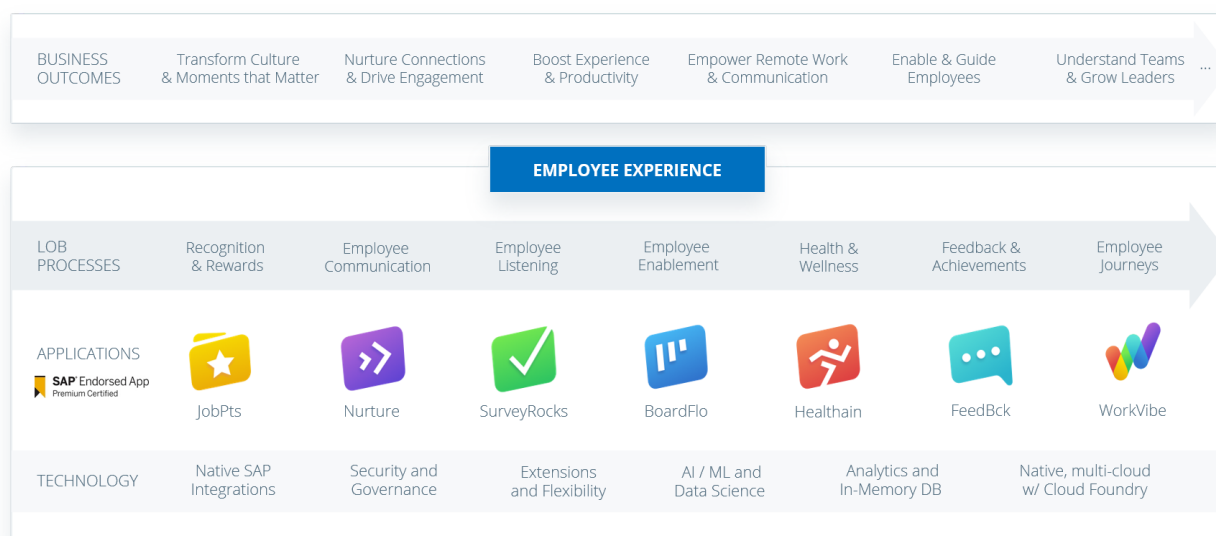 BUSINESS
OUTCOMES
Transform Culture
& Moments that Matter
Nurture Connections
& Drive Engagement
Boost Experience
& Productivity
Empower Remote Work
& Communication
Enable & Guide
Employees
Understand Teams
& Grow Leaders
...
EMPLOYEE EXPERIENCE
LOB
PROCESSES
Recognition
& Rewards
Employee
Communication
Employee
Listening
Employee
Enablement
Health &
Wellness
Feedback &
Achievements
Employee
Journeys
APPLICATIONS
SAP® Endorsed App
Premium Certified
JobPts
Nurture
SurveyRocks
BoardFlo
Healthain
FeedBck
WorkVibe
TECHNOLOGY
Native SAP
Integrations
Security and
Governance
Extensions
and Flexibility
AI / ML and
Data Science
Analytics and
In-Memory DB
Native, multi-cloud
w/ Cloud Foundry